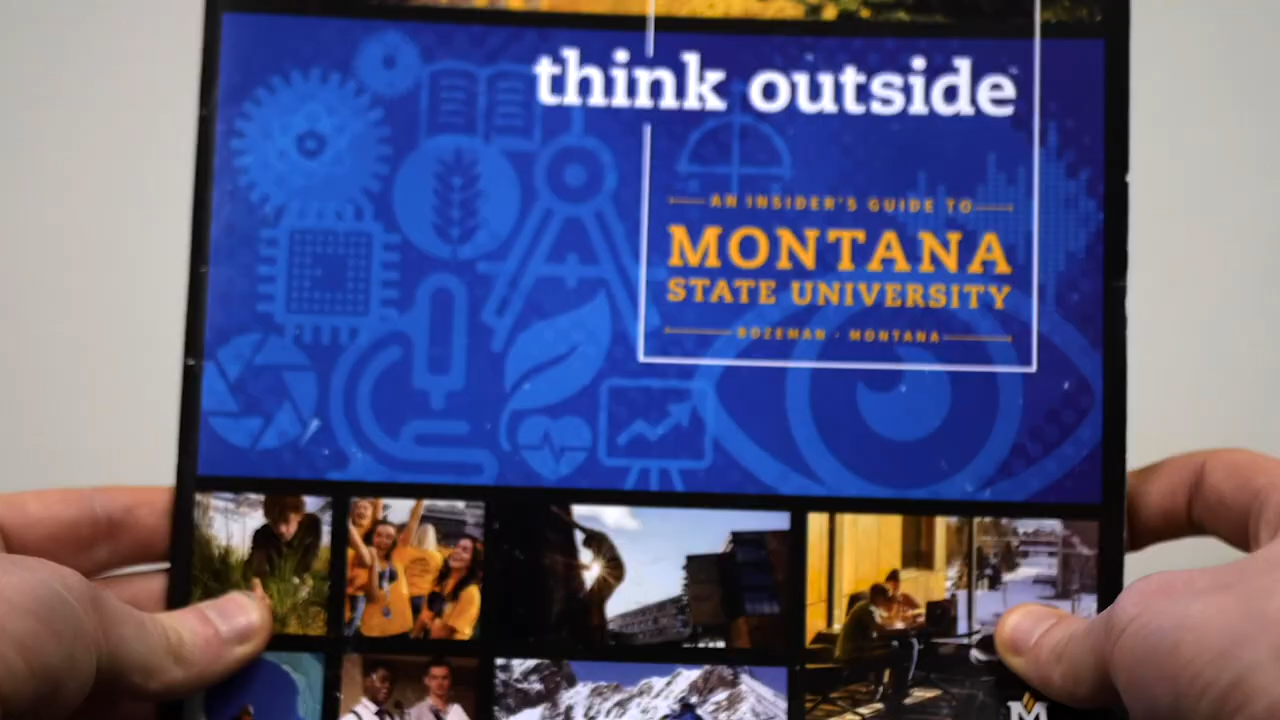 think outside
AN INSIDER'S GUIDE TO
MONTANA
STATE UNIVERSITY
BOZEMAN · MONTANA
M